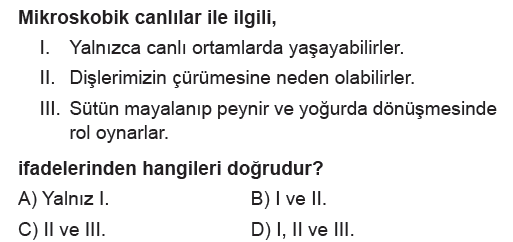 Mikroskobik canlılar ile ilgili,
I. Yalnızca canlı ortamlarda yaşayabilirler.
II. Dişlerimizin çürümesine neden olabilirler.
III. Sütün mayalanıp peynir ve yoğurda dönüşmesinde
rol oynarlar.
ifadelerinden hangileri doğrudur?
A) Yalnız I. B) I ve II.
C) II ve III. D) I, II ve III.